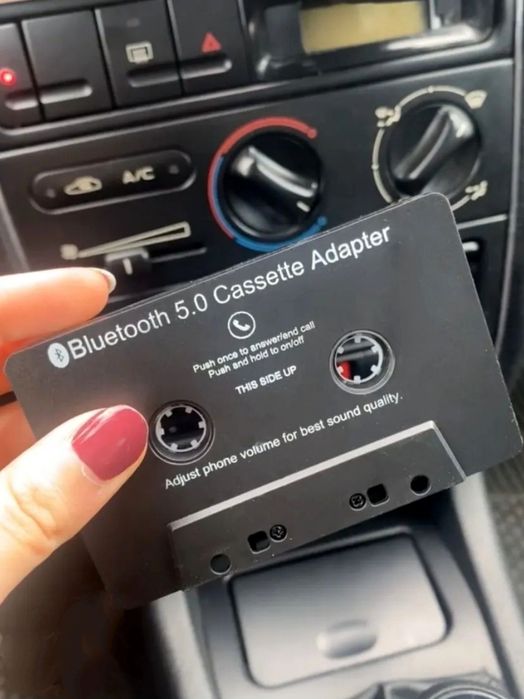 A/C
Bluetooth 5.0 Cassette Adapter
Push once to answer/end call
Push and hold to on/off
THIS SIDE UP
Adjust phone volume for best sound quality.